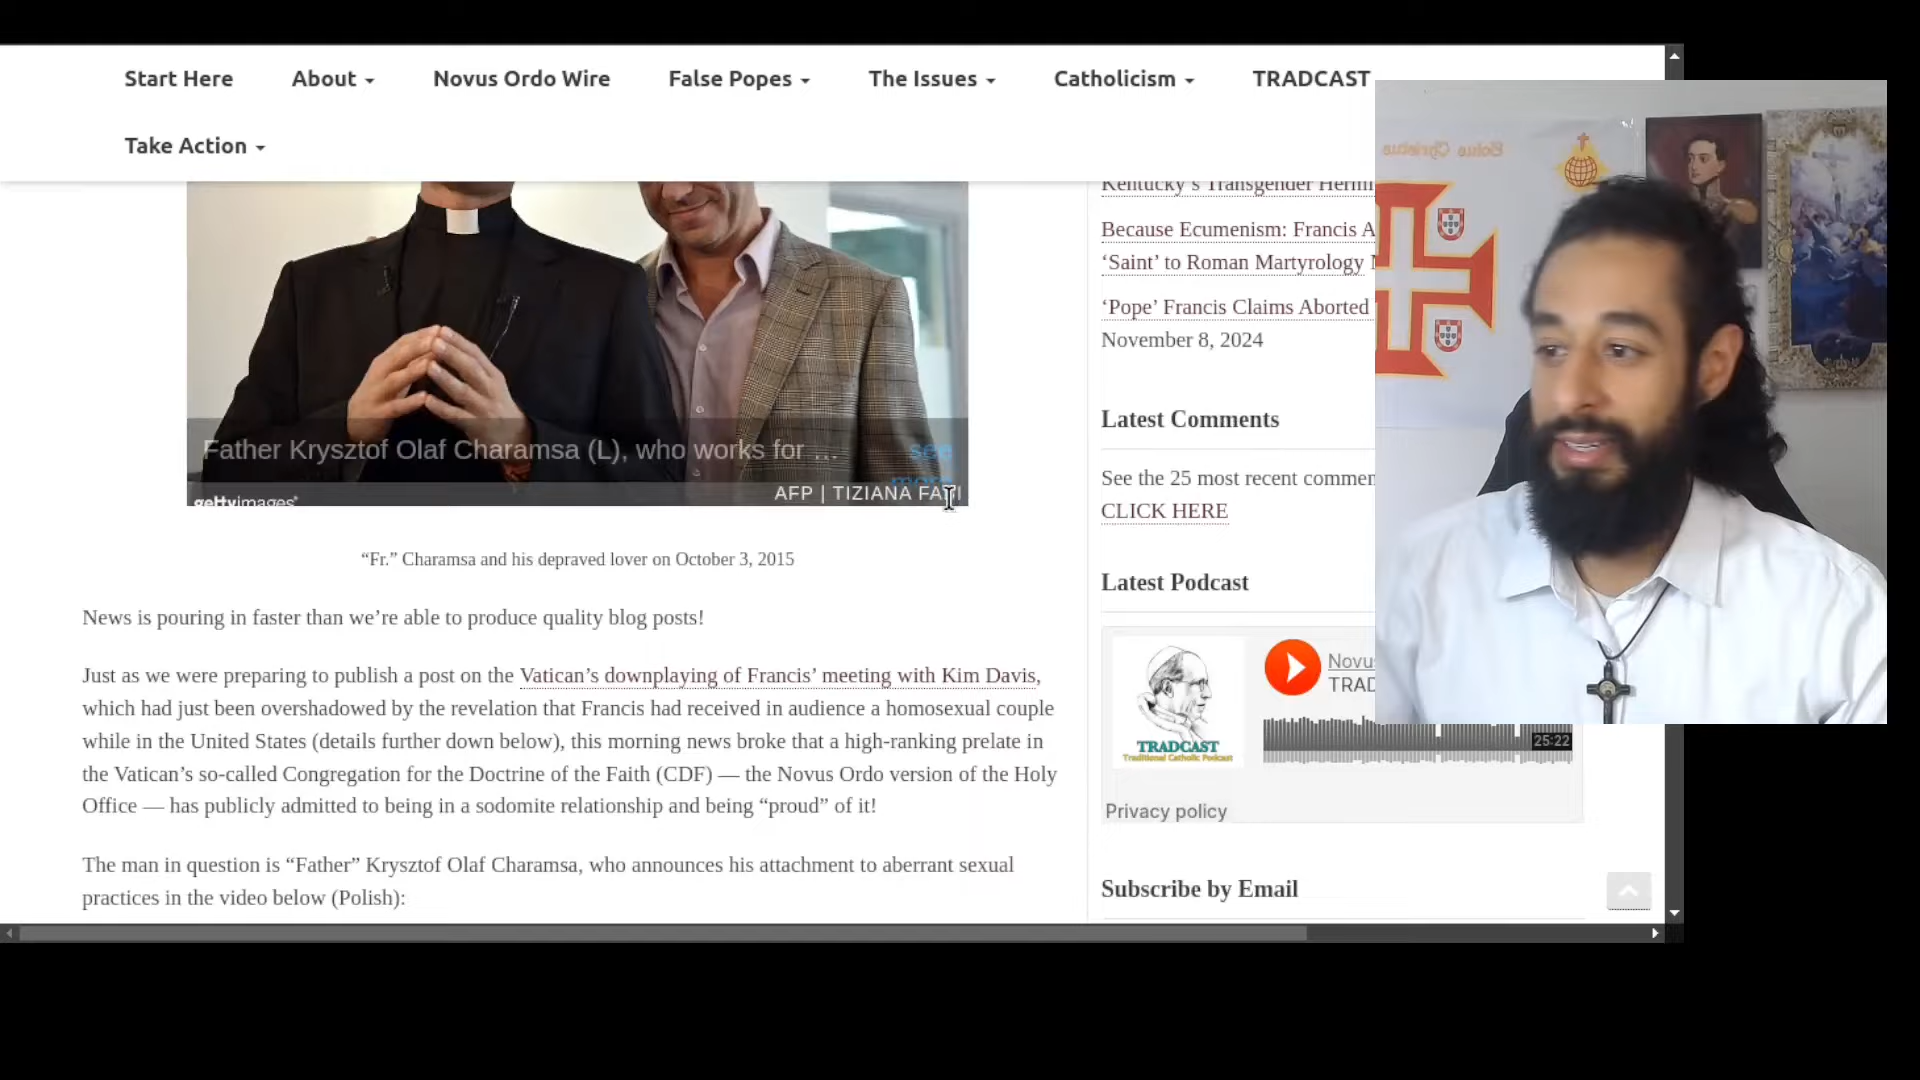 Start Here
About
Novus Ordo Wire
False Popes
The Issues
Catholicism
TRADCAST
Take Action
Father Krysztof Olaf Charamsa (L), who works for ...
see
gettyimages®
AFP | TIZIANA
“Fr.” Charamsa and his depraved lover on October 3, 2015
News is pouring in faster than we’re able to produce quality blog posts!
Just as we were preparing to publish a post on the Vatican’s downplaying of Francis’ meeting with Kim Davis,
which had just been overshadowed by the revelation that Francis had received in audience a homosexual couple
while in the United States (details further down below), this morning news broke that a high-ranking prelate in
the Vatican’s so-called Congregation for the Doctrine of the Faith (CDF) — the Novus Ordo version of the Holy
Office — has publicly admitted to being in a sodomite relationship and being “proud” of it!
The man in question is “Father” Krysztof Olaf Charamsa, who announces his attachment to aberrant sexual
practices in the video below (Polish):
Kentucky’s Transgender
Because Ecumenism: Francis
‘Saint’ to Roman Martyrology
‘Pope’ Francis Claims Aborted
November 8, 2024
Latest Comments
See the 25 most recent
CLICK HERE
Latest Podcast
TRADCAST
Traditional Catholic Podcast
25:22
Privacy policy
Subscribe by Email